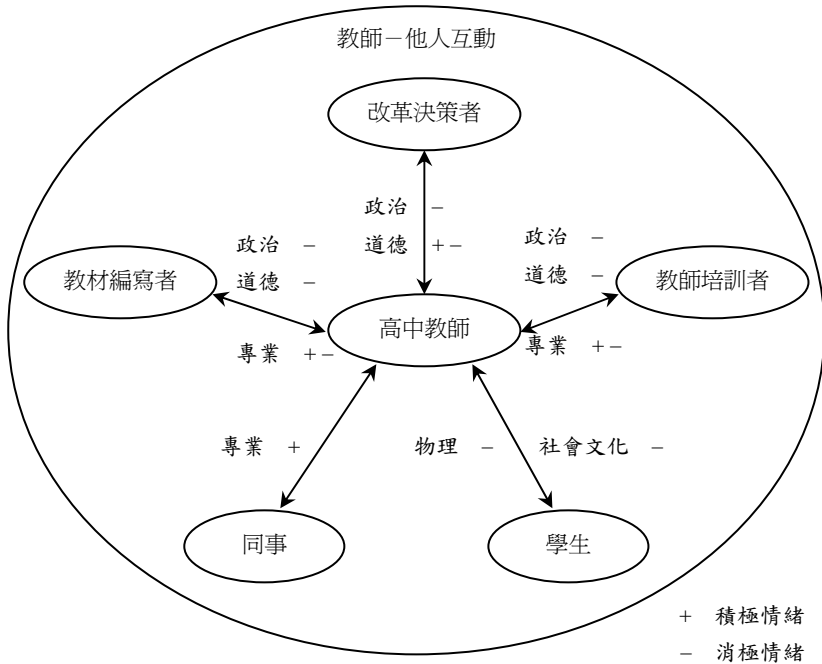 教師－他人互動
改革決策者
政治 －
道德 ＋－
政治 －
道德 －
政治 －
道德 －
教材編寫者
教師培訓者
高中教師
專業 ＋－
專業 ＋－
專業 ＋
物理 －
社會文化 －
同事
學生
＋ 積極情緒
－ 消極情緒